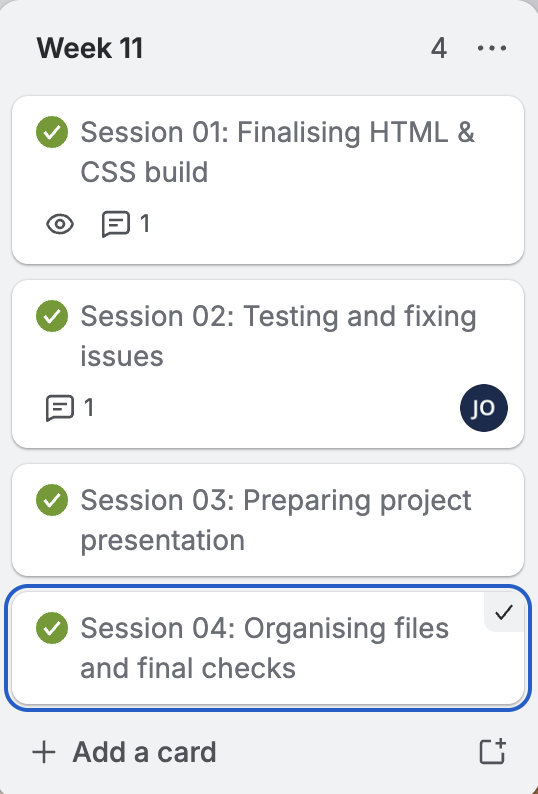 Week 11 4
Session 01: Finalising HTML &
CSS build
1
Session 02: Testing and fixing
issues
1 JO
Session 03: Preparing project
presentation
Session 04: Organising files
and final checks
Add a card